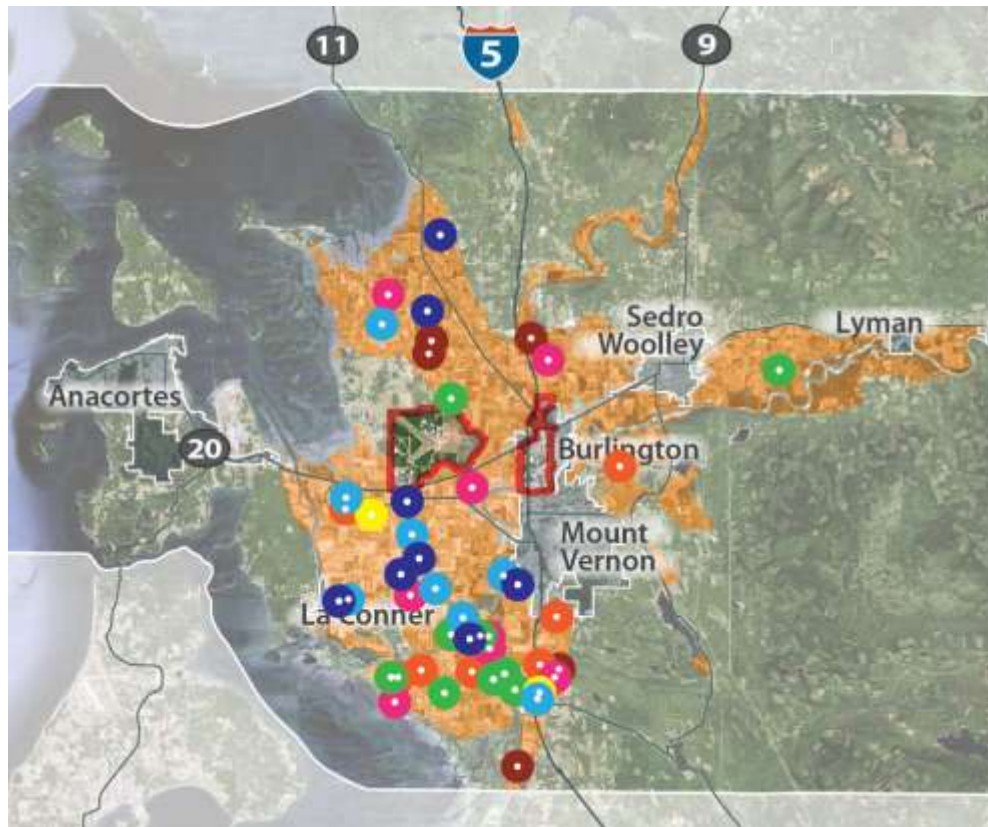 11
5
9
Sedro
Woolley
Lyman
Anacortes
20
Burlington
Mount
Vernon
La Conner